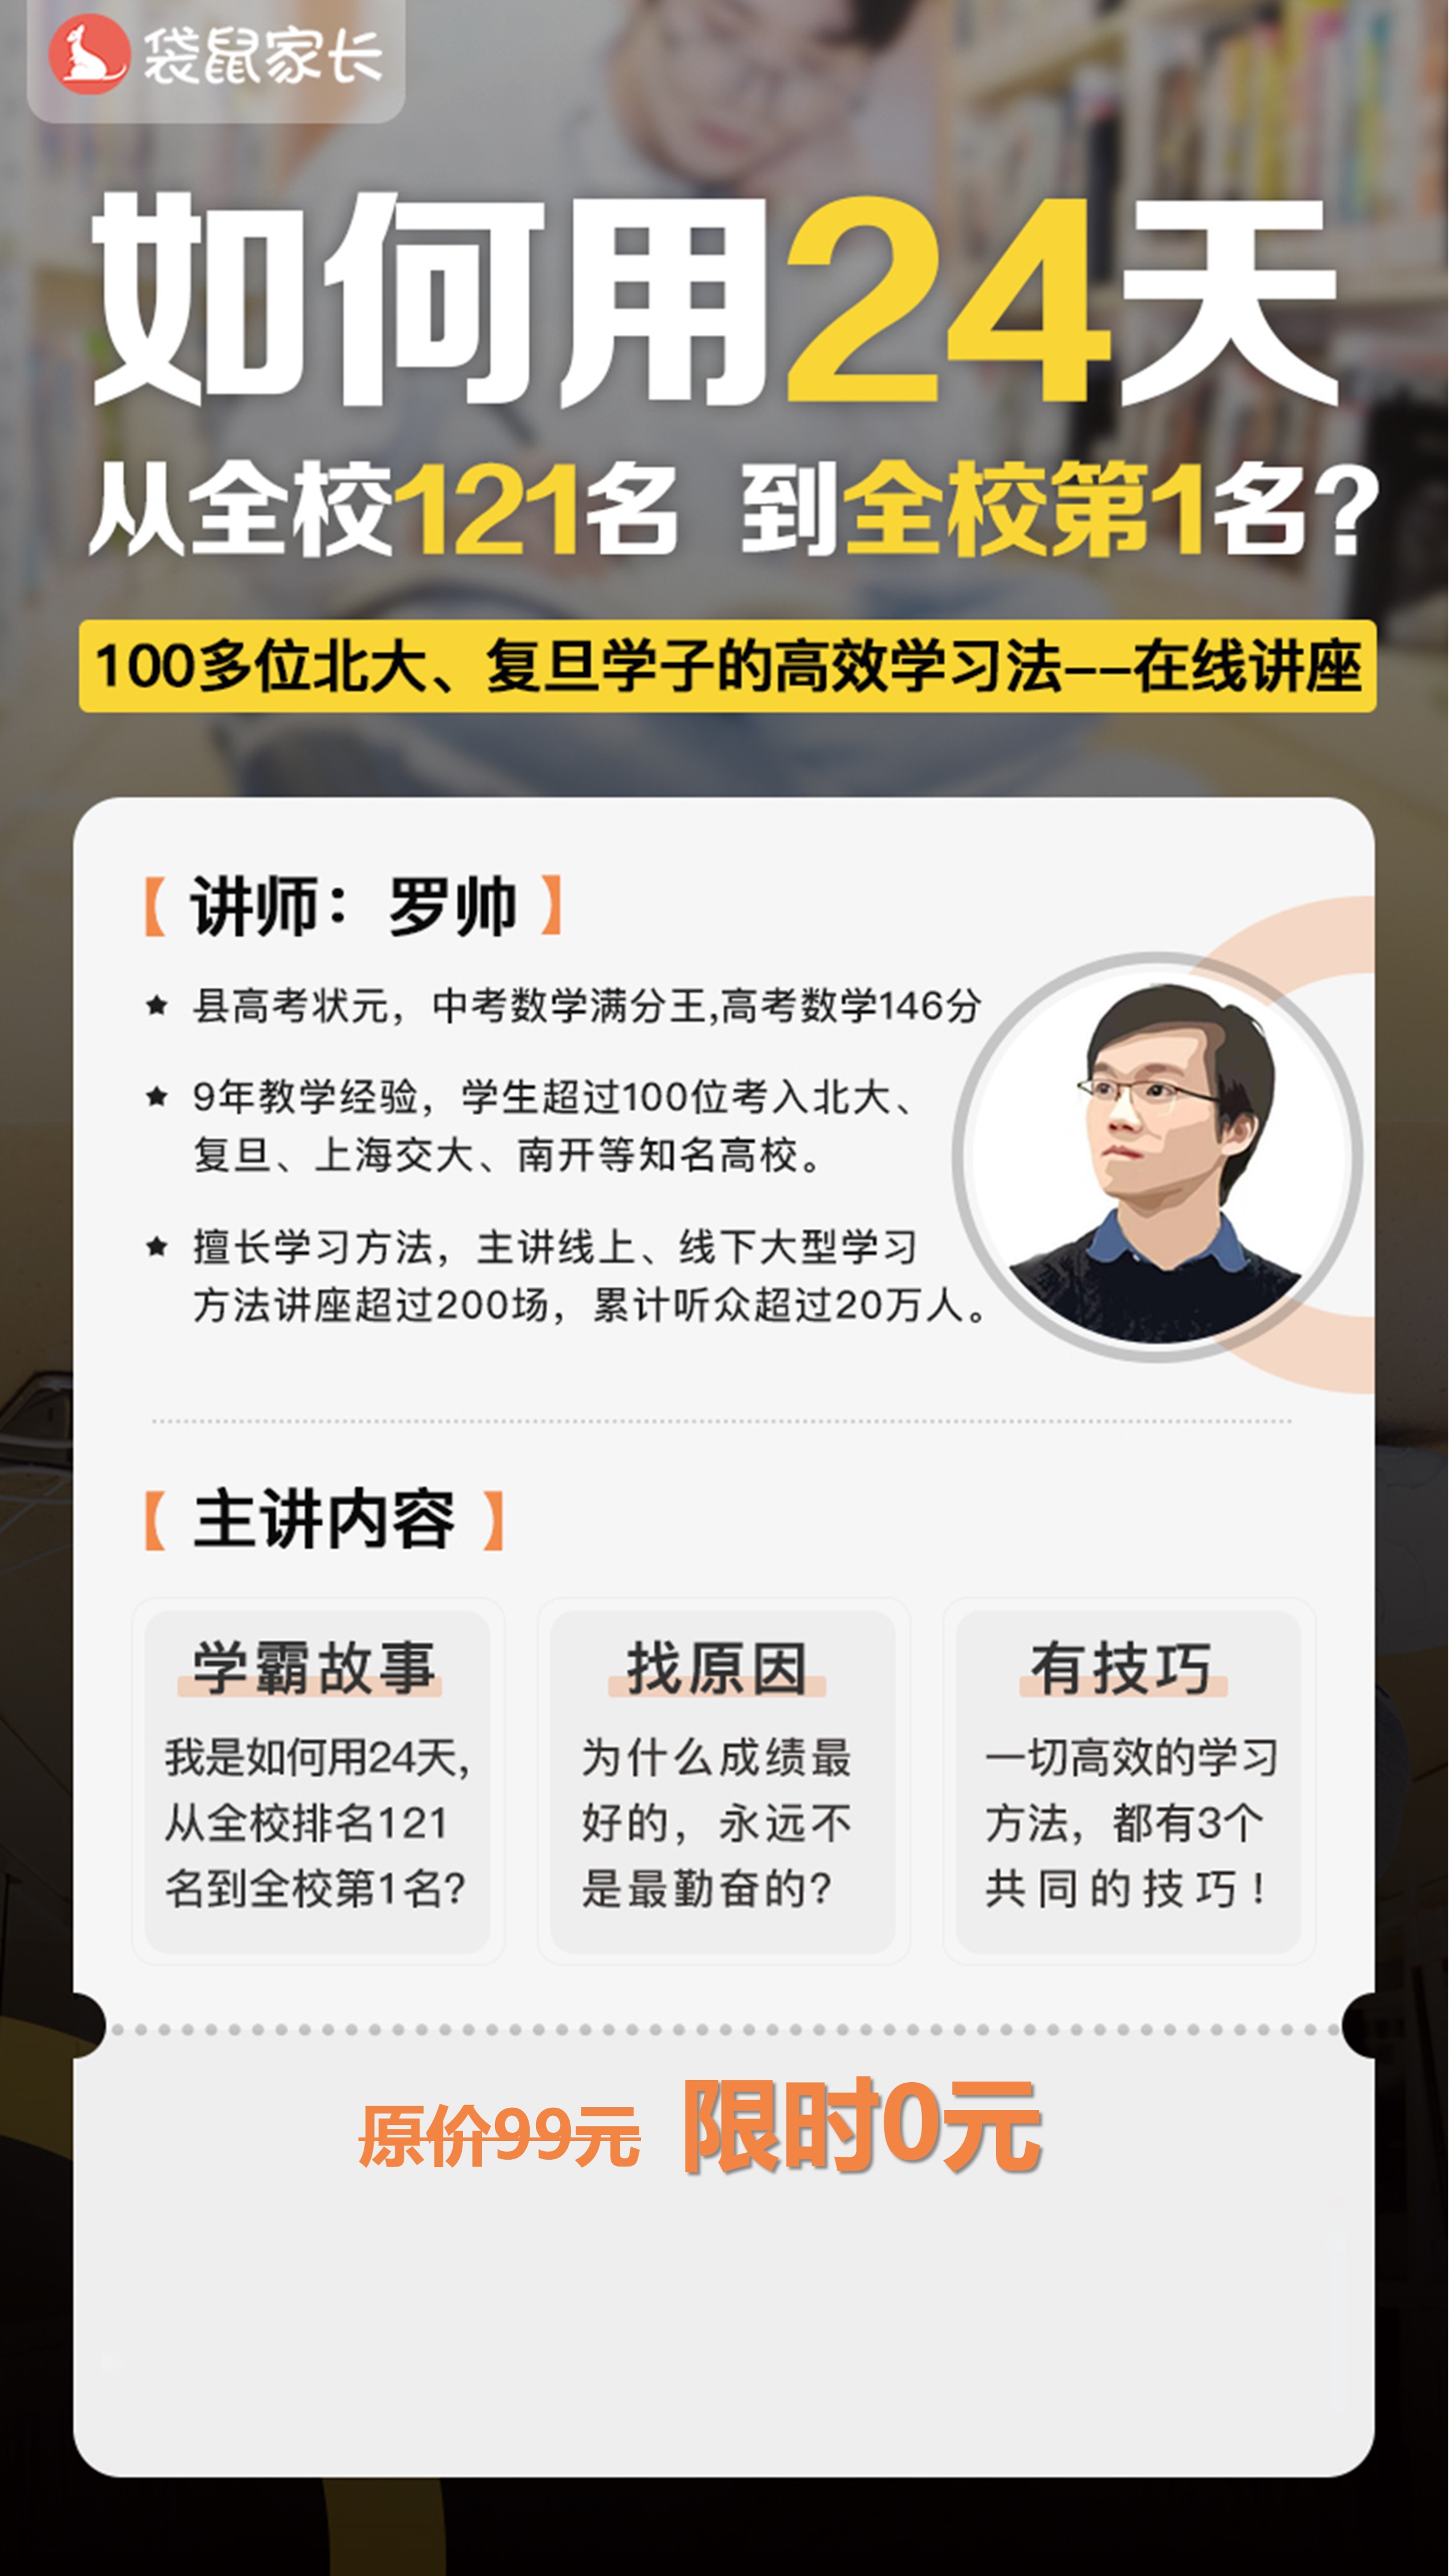 袋鼠家长
如何用24天
从全校121名 到全校第1名?
100多位北大、复旦学子的高效学习法——在线讲座
【 讲师：罗帅 】
★ 县高考状元，中考数学满分王,高考数学146分
★ 9年教学经验，学生超过100位考入北大、
复旦、上海交大、南开等知名高校。
★ 擅长学习方法，主讲线上、线下大型学习
方法讲座超过200场，累计听众超过20万人。
【 主讲内容 】
学霸故事
我是如何用24天，
从全校排名121
名到全校第1名?
找原因
为什么成绩最
好的，永远不
是最勤奋的?
有技巧
一切高效的学习
方法，都有3个
共同的技巧!
原价99元 限时0元